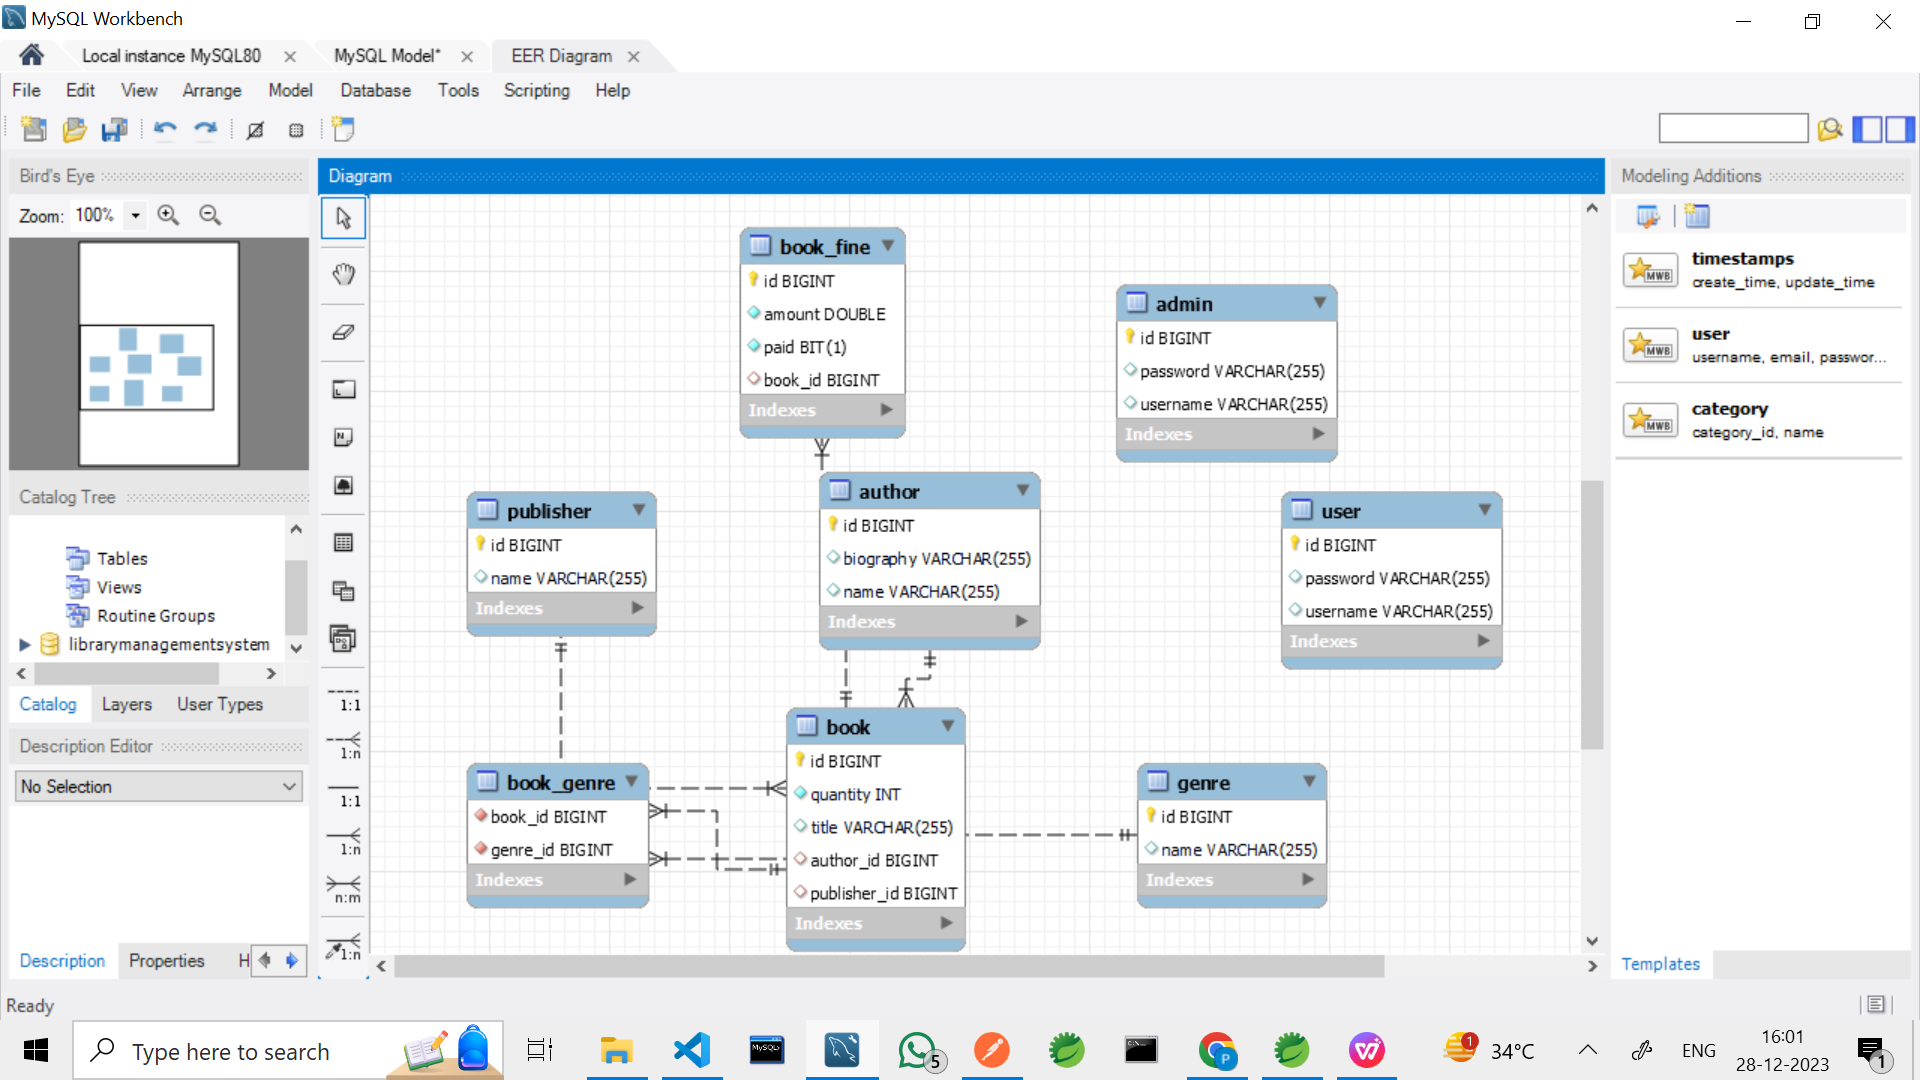 MySQL Workbench
Local instance MySQL80
MySQL Model*
EER Diagram
File Edit View Arrange Model Database Tools Scripting Help
Bird's Eye
Zoom: 100%
Catalog Tree
Tables
Views
Routine Groups
librarymanagementsystem
Catalog Layers User Types
Description Editor
No Selection
Description Properties H
Diagram
1:1
1:n
1:1
1:n
n:m
1:n
book_fine
id BIGINT
amount DOUBLE
paid BIT(1)
book_id BIGINT
Indexes
admin
id BIGINT
password VARCHAR(255)
username VARCHAR(255)
Indexes
publisher
id BIGINT
name VARCHAR(255)
Indexes
author
id BIGINT
biography VARCHAR(255)
name VARCHAR(255)
Indexes
user
id BIGINT
password VARCHAR(255)
username VARCHAR(255)
Indexes
book_genre
book_id BIGINT
genre_id BIGINT
Indexes
book
id BIGINT
quantity INT
title VARCHAR(255)
author_id BIGINT
publisher_id BIGINT
Indexes
genre
id BIGINT
name VARCHAR(255)
Indexes
Modeling Additions
MWB
timestamps
create_time, update_time
MWB
user
username, email, passwor...
MWB
category
category_id, name
Templates
Ready
Type here to search
MySQL
5
P
1
34°C
ENG
16:01
28-12-2023
1